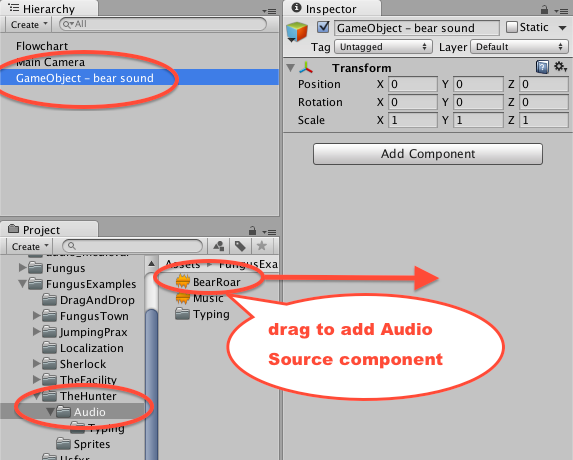 Hierarchy
Create
All
Flowchart
Main Camera
GameObject - bear sound
Inspector
GameObject - bear sound
Static
Tag Untagged Layer Default
Transform
Position X 0 Y 0 Z 0
Rotation X 0 Y 0 Z 0
Scale X 1 Y 1 Z 1
Add Component
Project
Create
Fungus
FungusExamples
DragAndDrop
FungusTown
JumpingPrax
Localization
Sherlock
TheFacility
TheHunter
Audio
Typing
Sprites
Assets FungusExa
BearRoar
Music
Typing
drag to add Audio
Source component